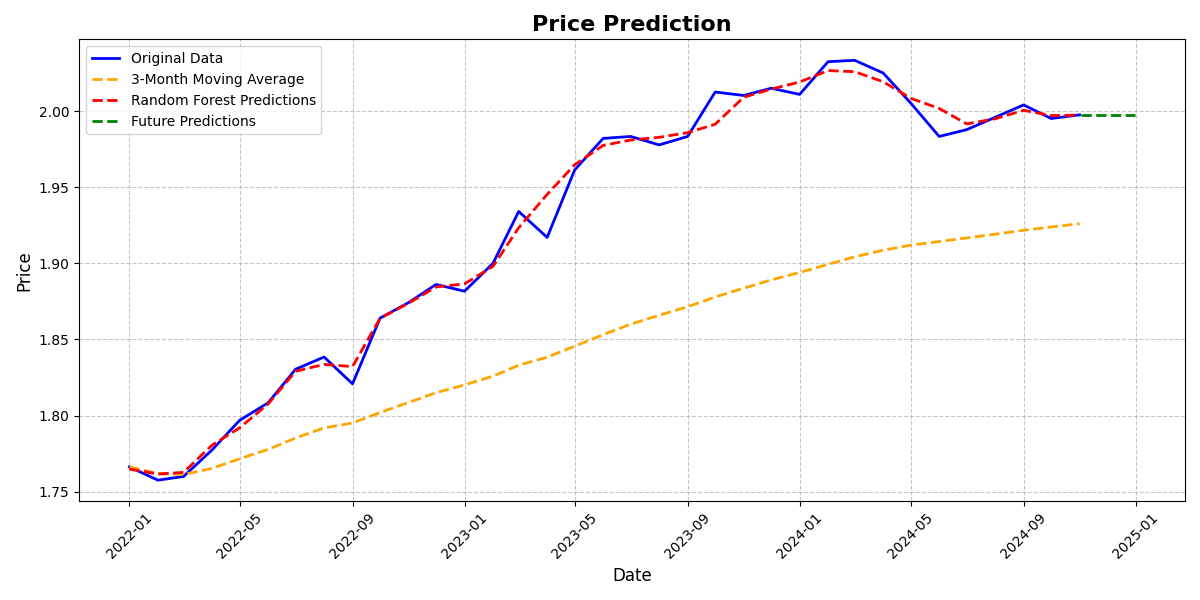 Price Prediction
Original Data
3-Month Moving Average
Random Forest Predictions
Future Predictions
Price
2.00
1.95
1.90
1.85
1.80
1.75
2022-01
2022-05
2022-09
2023-01
2023-05
2023-09
2024-01
2024-05
2024-09
2025-01
Date